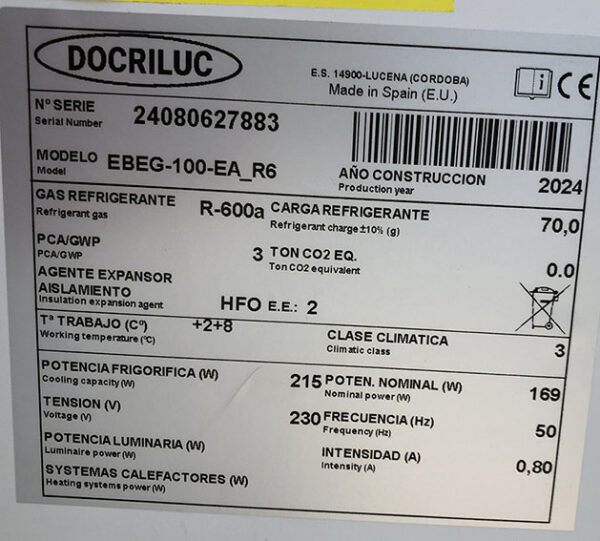 DOCRILUC
E.S. 14900-LUCENA (CORDOBA)
Made in Spain (E.U.)
i CE
Nº SERIE
Serial Number
24080627883
MODELO EBEG-100-EA_R6
Model
AÑO CONSTRUCCION 2024
Production year
GAS REFRIGERANTE R-600a CARGA REFRIGERANTE 70,0
Refrigerant gas Refrigerant charge ±10% (g)
PCA/GWP 3 TON CO2 EQ. 0.0
PCA/GWP Ton CO2 equivalent
AGENTE EXPANSOR
AISLAMIENTO HFO E.E.: 2
Insulation expansion agent
Tª TRABAJO (Cº) +2+8 CLASE CLIMATICA 3
Working temperature (ºC) Climatic class
POTENCIA FRIGORIFICA (W) 215 POTEN. NOMINAL (W) 169
Cooling capacity (W) Nominal power (W)
TENSION (V) 230 FRECUENCIA (Hz) 50
Voltage (V) Frequency (Hz)
POTENCIA LUMINARIA (W) INTENSIDAD (A) 0,80
Luminaire power (W) Intensity (A)
SYSTEMAS CALEFACTORES (W)
Heating systems power (W)